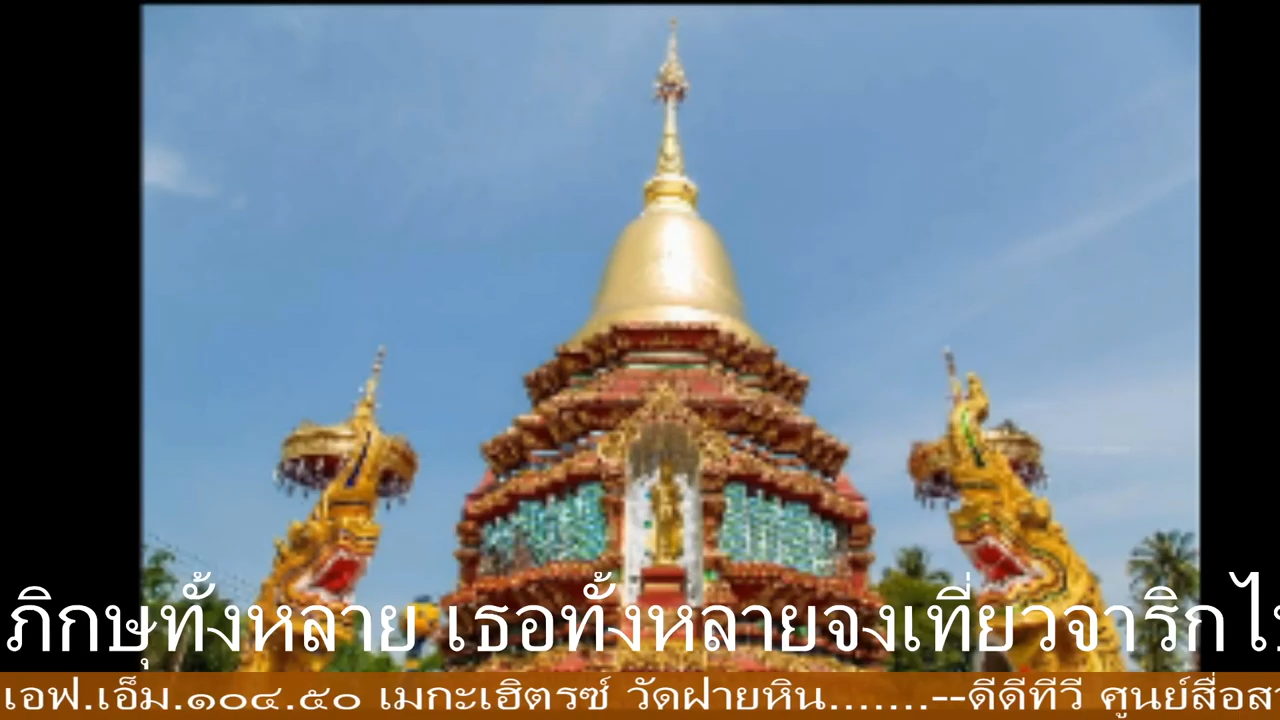 ภิกษุทั้งหลาย เธอทั้งหลายจงเที่ยวจาริกไ
เอฟ.เอ็ม.๑๐๔.๕๐ เมกะเฮิตรซ์ วัดฝายหิน.......--ดีดีทีวี ศูนย์สื่อส